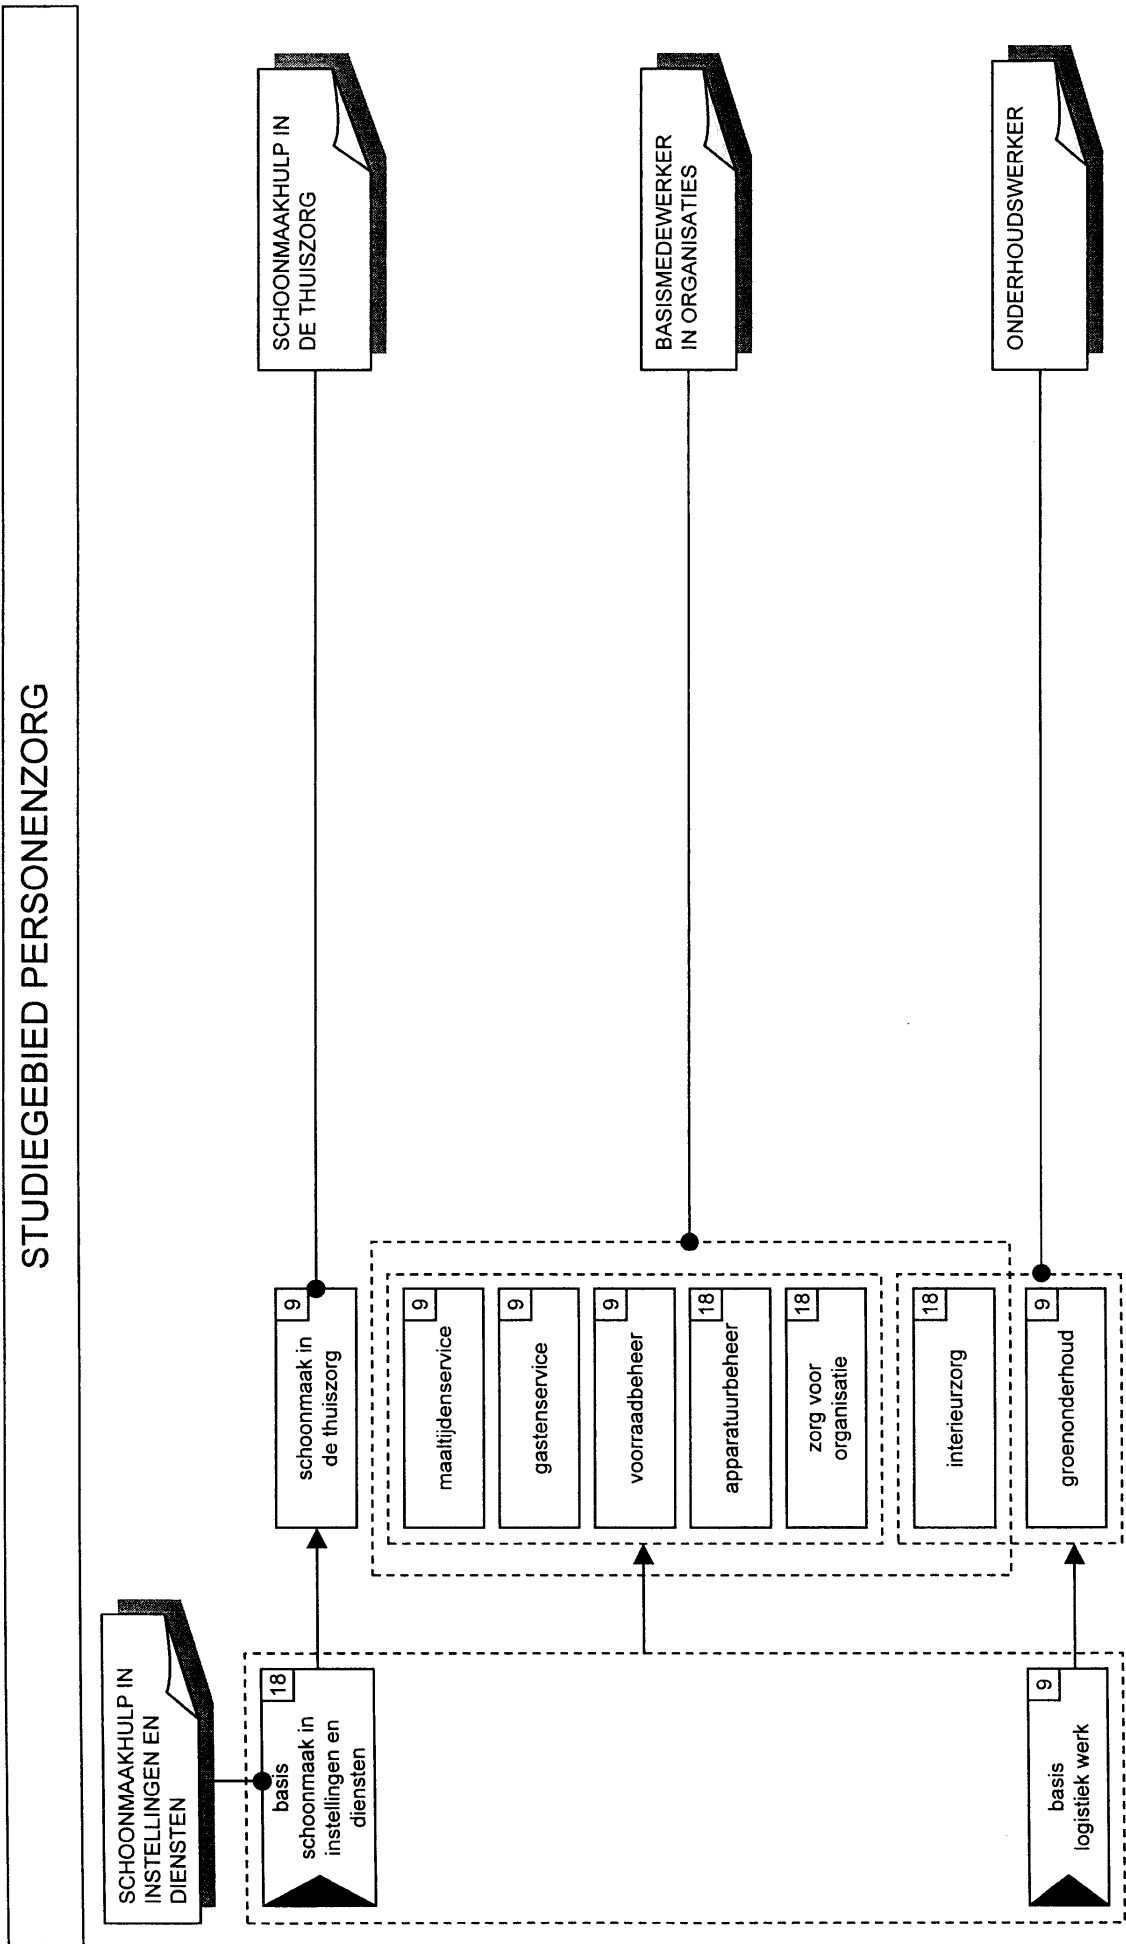 STUDIEGEBIED PERSONENZORG
SCHOONMAAKHULP IN
INSTELLINGEN EN
DIENSTEN
18
basis
schoonmaak in
instellingen en
diensten
9
basis
logistiek werk
9
schoonmaak in
de thuiszorg
9
maaltijdenservice
9
gastenservice
9
voorraadbeheer
18
apparatuurbeheer
18
zorg voor
organisatie
18
interieurzorg
9
groenonderhoud
SCHOONMAAKHULP IN
DE THUISZORG
BASISMEDEWERKER
IN ORGANISATIES
ONDERHOUDSWERKER